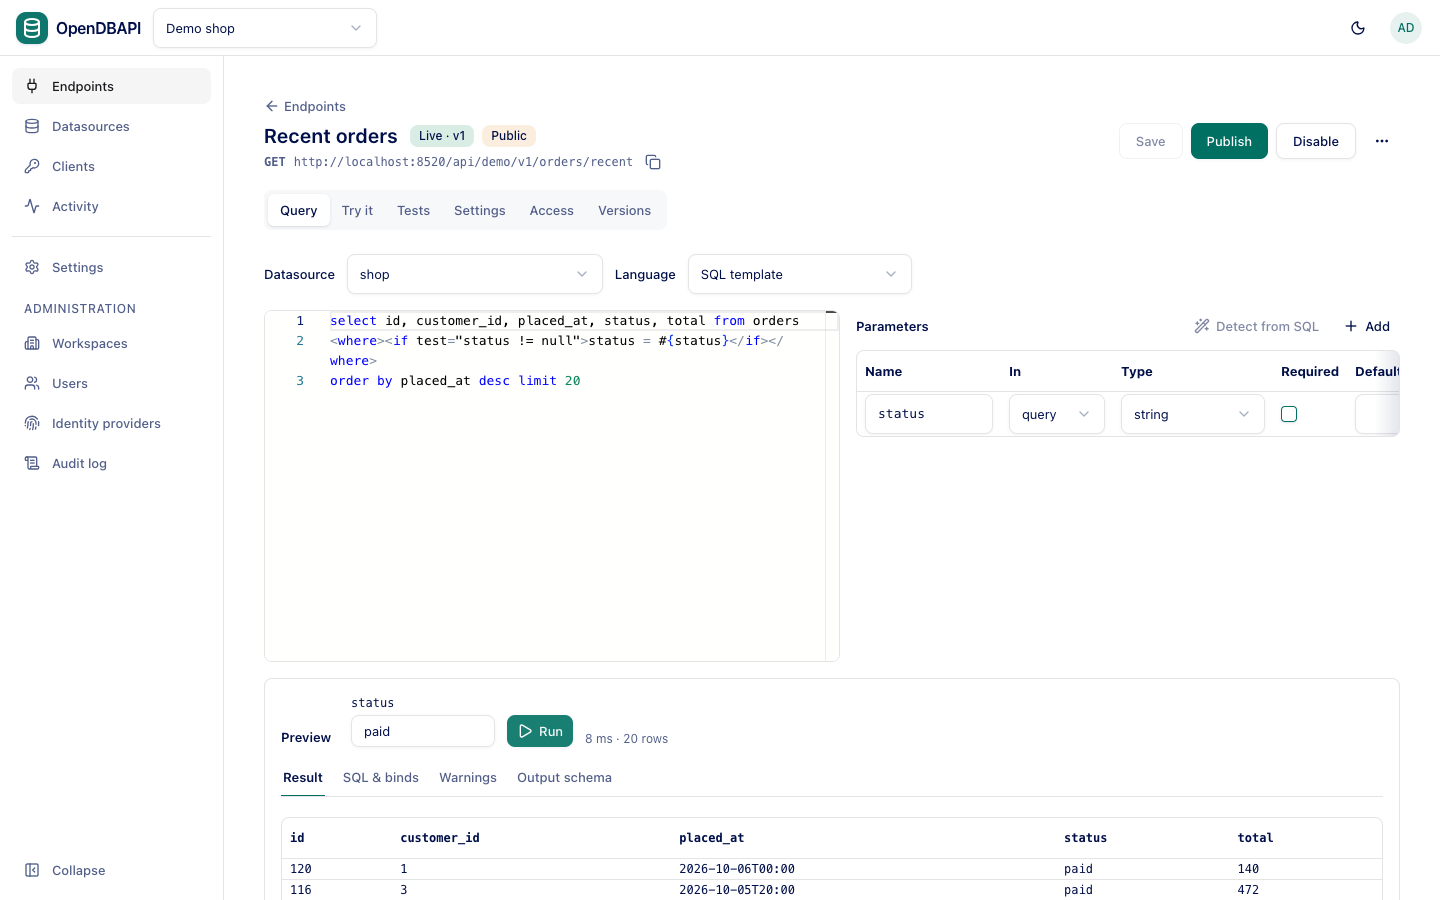 OpenDBAPI
Demo shop
AD
Endpoints
Datasources
Clients
Activity
Settings
ADMINISTRATION
Workspaces
Users
Identity providers
Audit log
Collapse
Endpoints
Recent orders
Live · v1
Public
GET http://localhost:8520/api/demo/v1/orders/recent
Save
Publish
Disable
Query
Try it
Tests
Settings
Access
Versions
Datasource
shop
Language
SQL template
1 select id, customer_id, placed_at, status, total from orders
2 <where><if test="status != null">status = #{status}</if></
where>
3 order by placed_at desc limit 20
Parameters
Detect from SQL
Add
Name In Type Required Default
status query string
status
Preview
paid
Run
8 ms · 20 rows
Result
SQL & binds
Warnings
Output schema
id customer_id placed_at status total
120 1 2026-10-06T00:00 paid 140
116 3 2026-10-05T20:00 paid 472